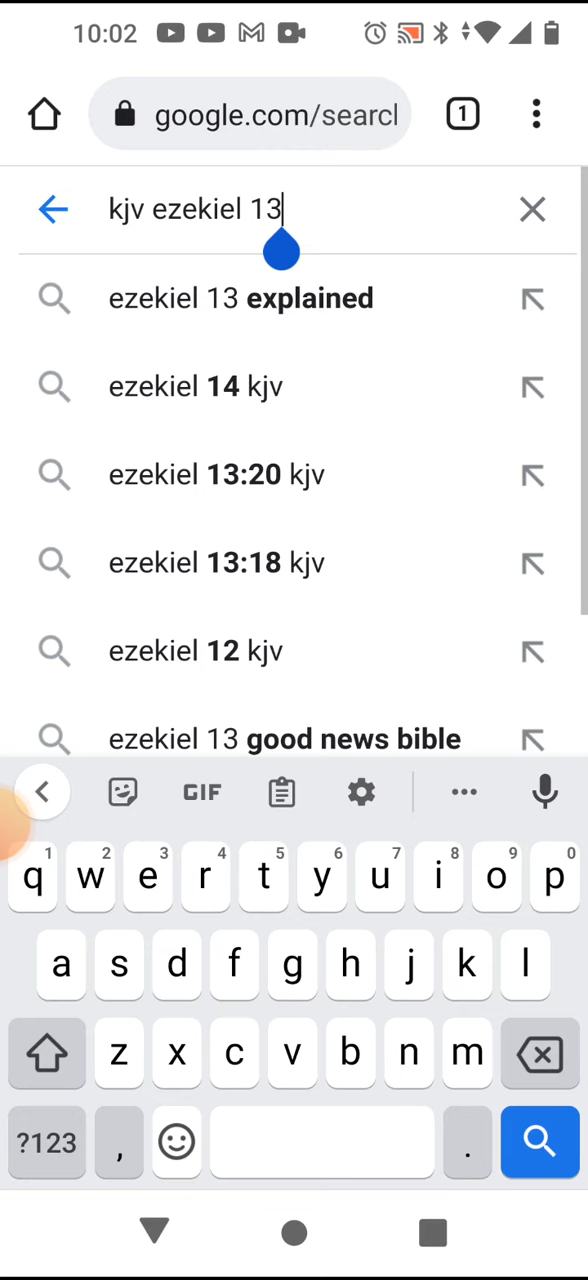 10:02
google.com/searcl
1
kjv ezekiel 13
ezekiel 13 explained
ezekiel 14 kjv
ezekiel 13:20 kjv
ezekiel 13:18 kjv
ezekiel 12 kjv
ezekiel 13 good news bible
GIF
1 2 3 4 5 6 7 8 9 0
q w e r t y u i o p
a s d f g h j k l
z x c v b n m
?123 , .